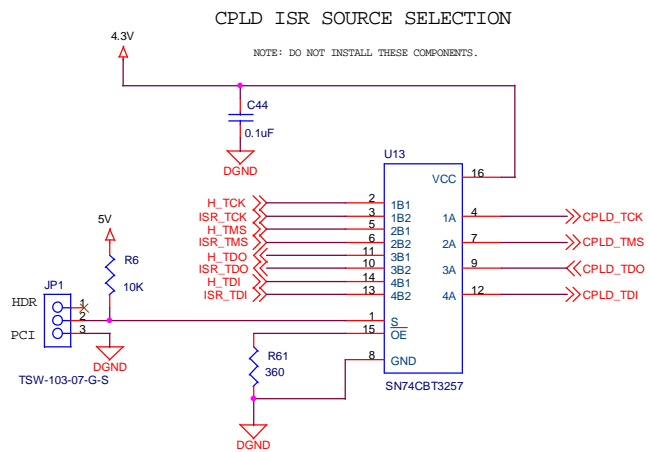 CPLD ISR SOURCE SELECTION
4.3V
NOTE: DO NOT INSTALL THESE COMPONENTS.
C44
0.1uF
DGND
U13
VCC 16
H_TCK 2 1B1
ISR_TCK 3 1B2
1A 4 CPLD_TCK
H_TMS 5 2B1
ISR_TMS 6 2B2
2A 7 CPLD_TMS
H_TDO 11 3B1
ISR_TDO 10 3B2
3A 9 CPLD_TDO
H_TDI 14 4B1
ISR_TDI 13 4B2
4A 12 CPLD_TDI
5V
R6
10K
JP1
HDR 1
2
PCI 3
1 S
15 OE
8 GND
DGND
R61
360
TSW-103-07-G-S
SN74CBT3257
DGND